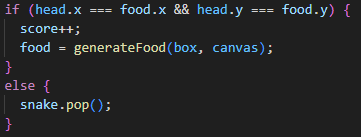 if (head.x === food.x && head.y === food.y) {
  score++;
  food = generateFood(box, canvas);
}
else {
  snake.pop();
}